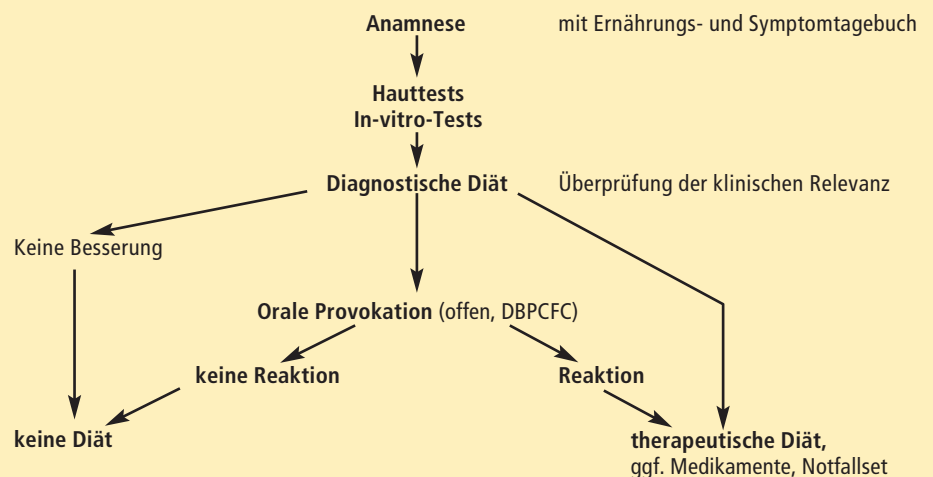 Anamnese mit Ernährungs- und Symptomtagebuch
Hauttests
In-vitro-Tests
Diagnostische Diät Überprüfung der klinischen Relevanz
Keine Besserung
Orale Provokation (offen, DBPCFC)
keine Reaktion Reaktion
keine Diät therapeutische Diät,
ggf. Medikamente, Notfallset